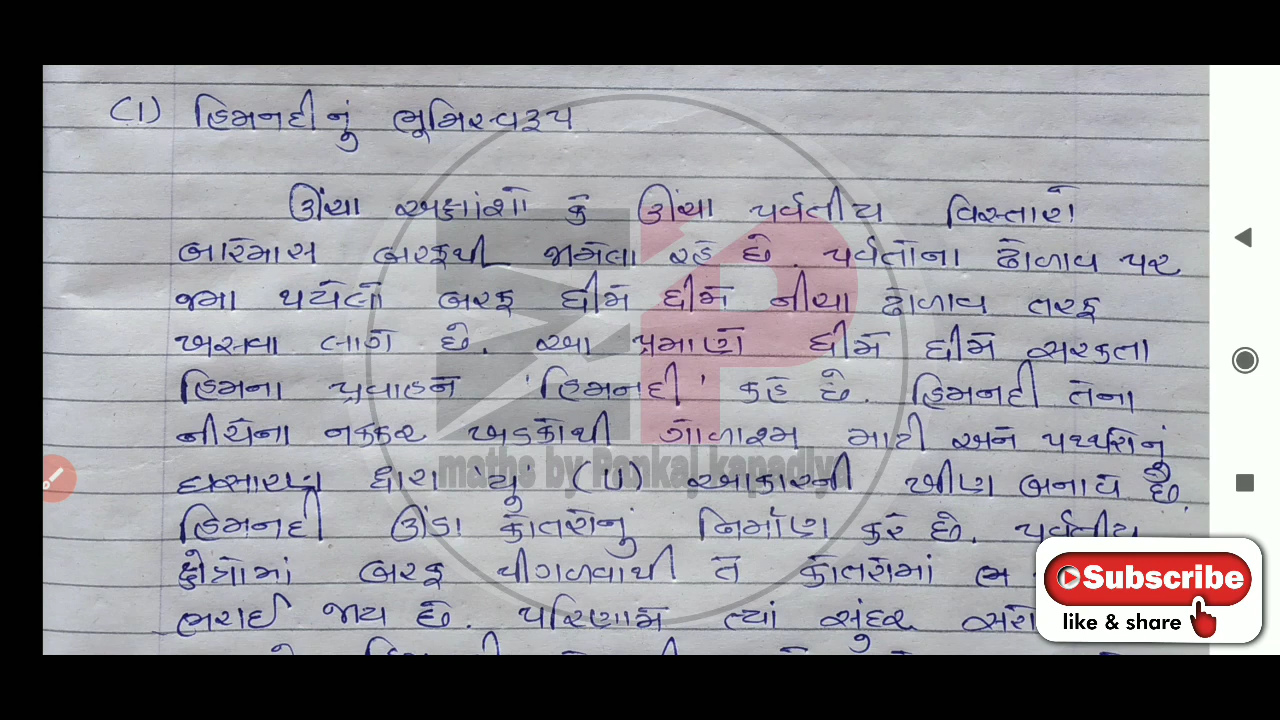 (1) હિમનદીનું ભૂમિસ્વરૂપ
ઊંચા અક્ષાંશો કે ઊંચા પર્વતીય વિસ્તારો
બારેમાસ બરફથી જામેલા રહે છે. પર્વતોના ઢોળાવ પર
જમા થયેલો બરફ ધીમે ધીમે નીચા ઢોળાવ તરફ
ખસવા લાગે છે. આ પ્રમાણે ધીમે ધીમે સરકતા
હિમના પ્રવાહને 'હિમનદી' કહે છે. હિમનદી તેના
નીચેના નક્કર ખડકોથી ગોળાશ્મ માટી અને પથ્થરોનું
ઘસારણ દ્વારા 'યુ' (U) આકારની ખીણ બનાવે છે.
હિમનદી ઊંડા કોતરોનું નિર્માણ કરે છે. પર્વતીય
ક્ષેત્રોમાં બરફ પીગળવાથી તે કોતરોમાં
ભરાઈ જાય છે. પરિણામે ત્યાં સુંદર
maths by Pankaj kapadiya
Subscribe
like & share